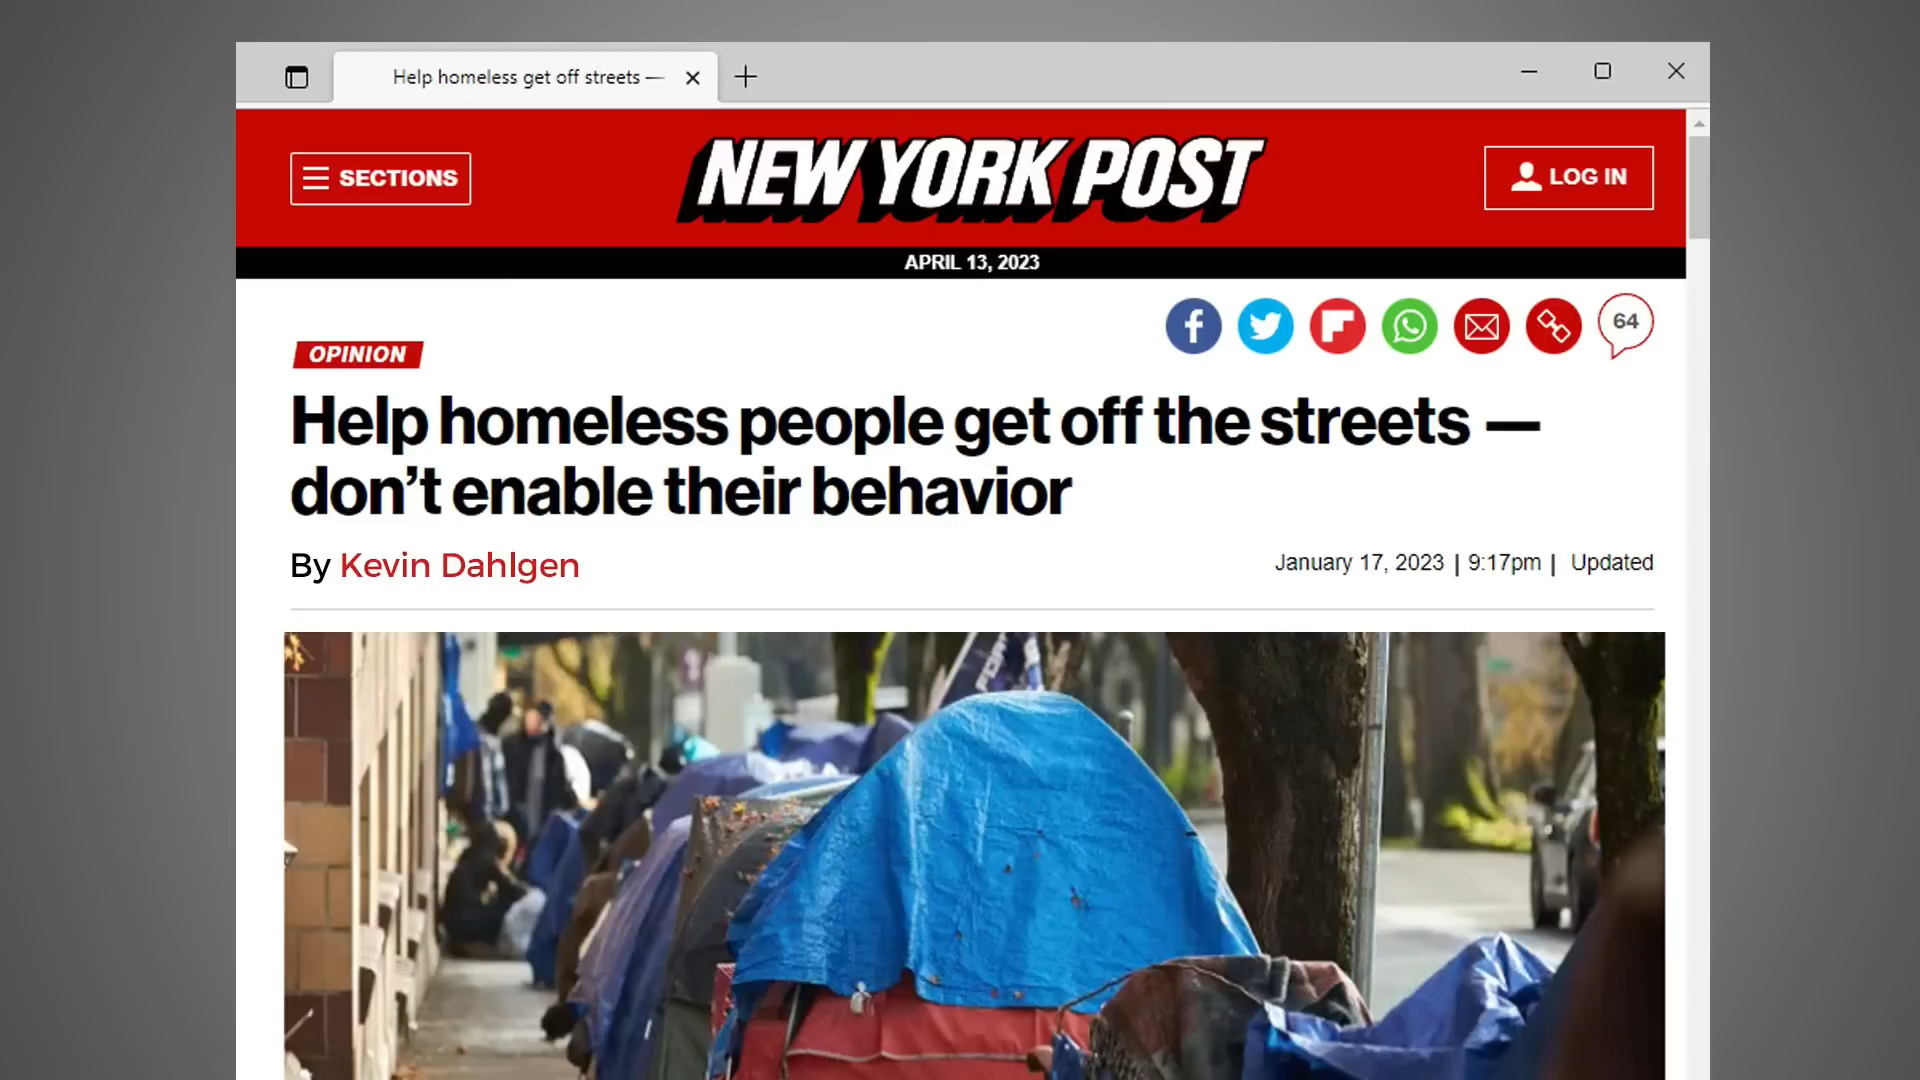 Help homeless get off streets —
SECTIONS
NEW YORK POST
LOG IN
APRIL 13, 2023
64
OPINION
Help homeless people get off the streets —
don't enable their behavior
By Kevin Dahlgen
January 17, 2023 | 9:17pm | Updated